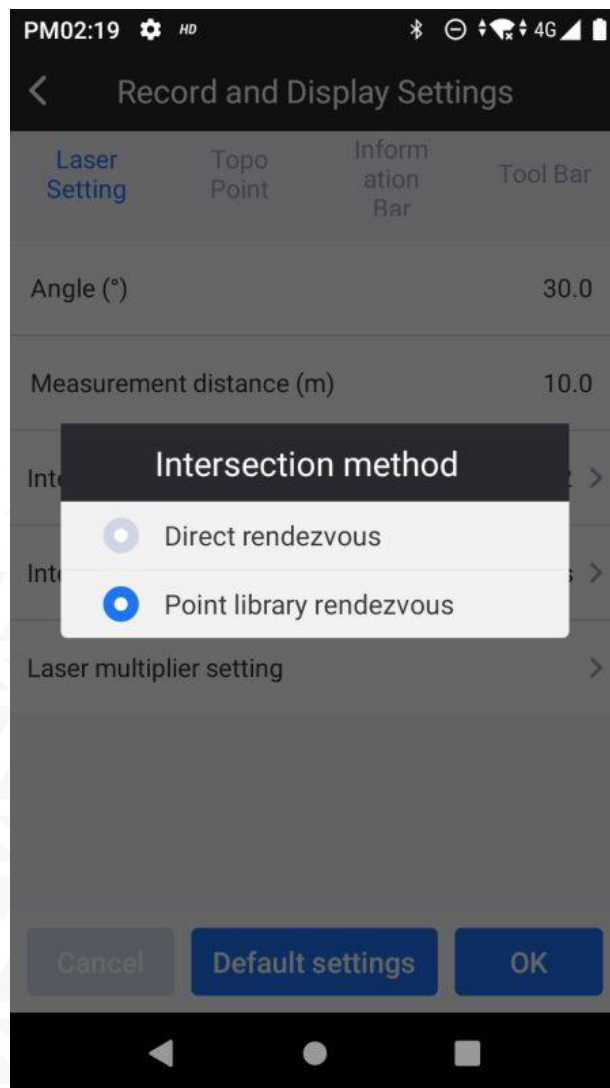 PM02:19 HD 4G
Record and Display Settings
Laser
Setting
Topo
Point
Inform
ation
Bar
Tool Bar
Angle (°) 30.0
Measurement distance (m) 10.0
Intersection method
Direct rendezvous
Point library rendezvous
Laser multiplier setting
Cancel
Default settings
OK